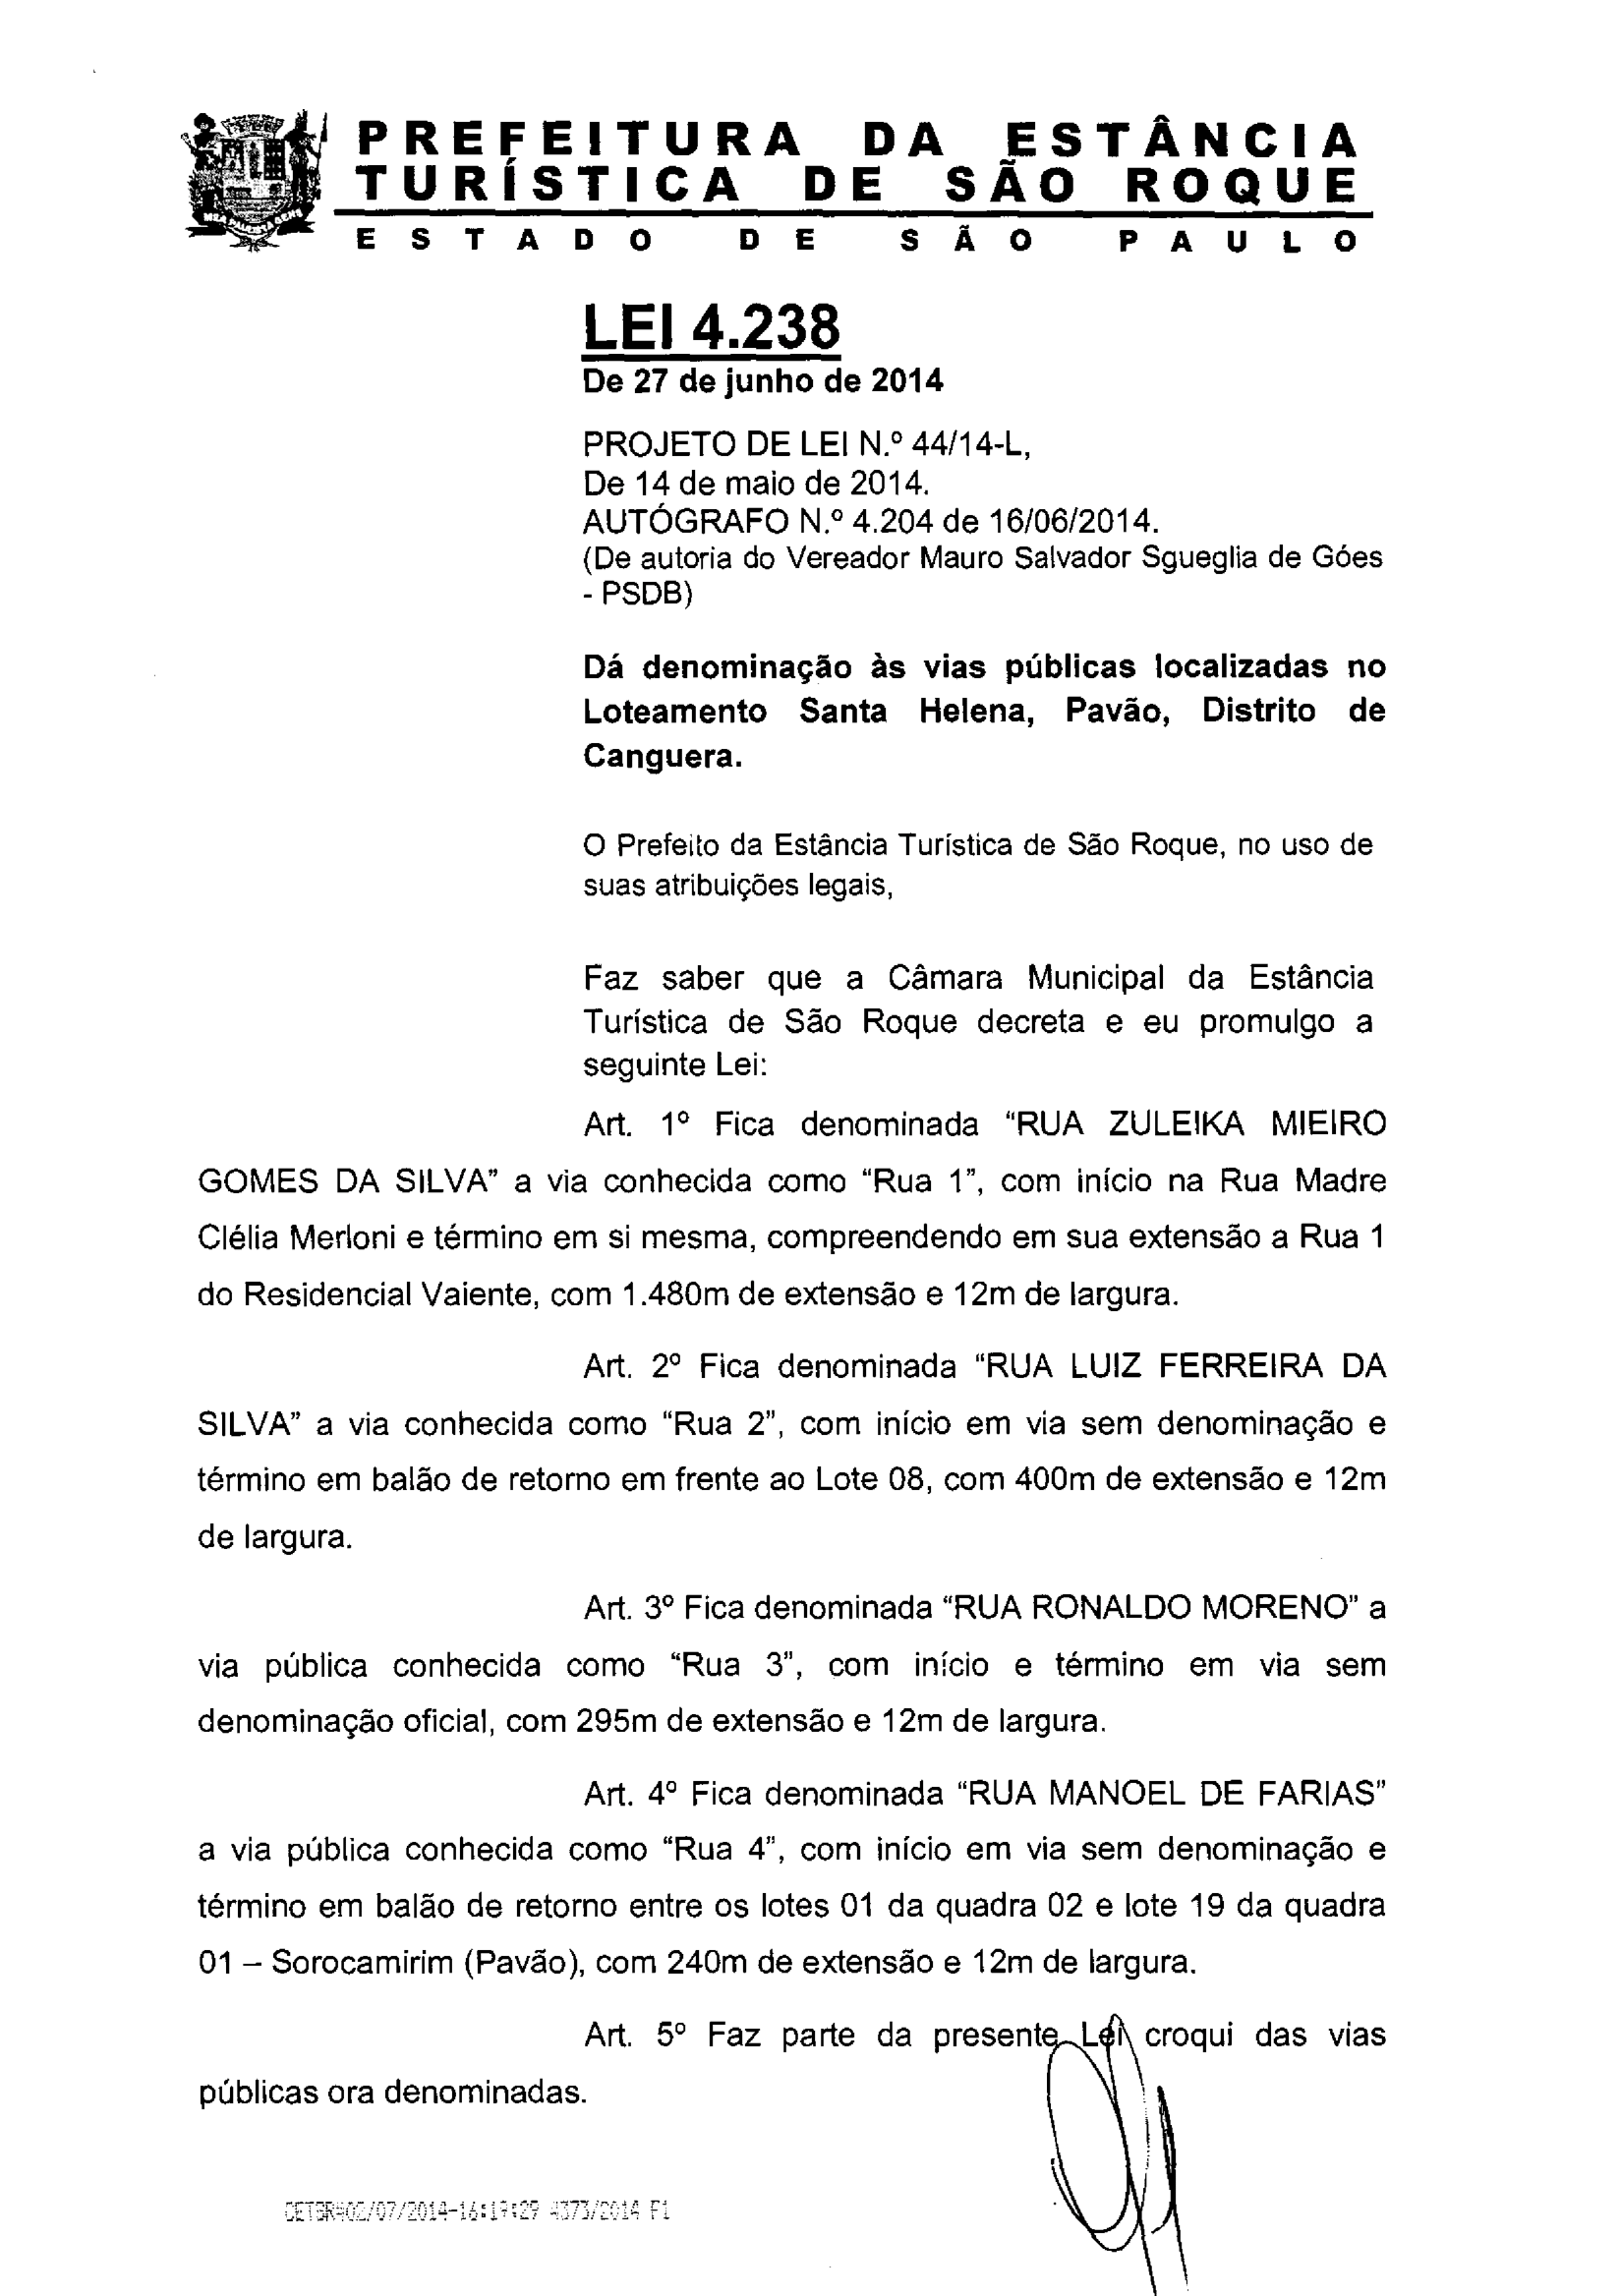 PREFEITURA DA ESTÂNCIA
TURÍSTICA DE SÃO ROQUE
ESTADO DE SÃO PAULO
LEI 4.238
De 27 de junho de 2014
PROJETO DE LEI N.º 44/14-L,
De 14 de maio de 2014.
AUTÓGRAFO N.º 4.204 de 16/06/2014.
(De autoria do Vereador Mauro Salvador Sgueglia de Góes
- PSDB)
Dá denominação às vias públicas localizadas no
Loteamento Santa Helena, Pavão, Distrito de
Canguera.
O Prefeito da Estância Turística de São Roque, no uso de
suas atribuições legais,
Faz saber que a Câmara Municipal da Estância
Turística de São Roque decreta e eu promulgo a
seguinte Lei:
Art. 1º Fica denominada “RUA ZULEIKA MIEIRO
GOMES DA SILVA” a via conhecida como “Rua 1”, com início na Rua Madre
Clélia Merloni e término em si mesma, compreendendo em sua extensão a Rua 1
do Residencial Vaiente, com 1.480m de extensão e 12m de largura.
Art. 2º Fica denominada “RUA LUIZ FERREIRA DA
SILVA” a via conhecida como “Rua 2”, com início em via sem denominação e
término em balão de retorno em frente ao Lote 08, com 400m de extensão e 12m
de largura.
Art. 3º Fica denominada “RUA RONALDO MORENO” a
via pública conhecida como “Rua 3”, com início e término em via sem
denominação oficial, com 295m de extensão e 12m de largura.
Art. 4º Fica denominada “RUA MANOEL DE FARIAS”
a via pública conhecida como “Rua 4”, com início em via sem denominação e
término em balão de retorno entre os lotes 01 da quadra 02 e lote 19 da quadra
01 – Sorocamirim (Pavão), com 240m de extensão e 12m de largura.
Art. 5º Faz parte da presente Lei croqui das vias
públicas ora denominadas.
4373/2014 F1